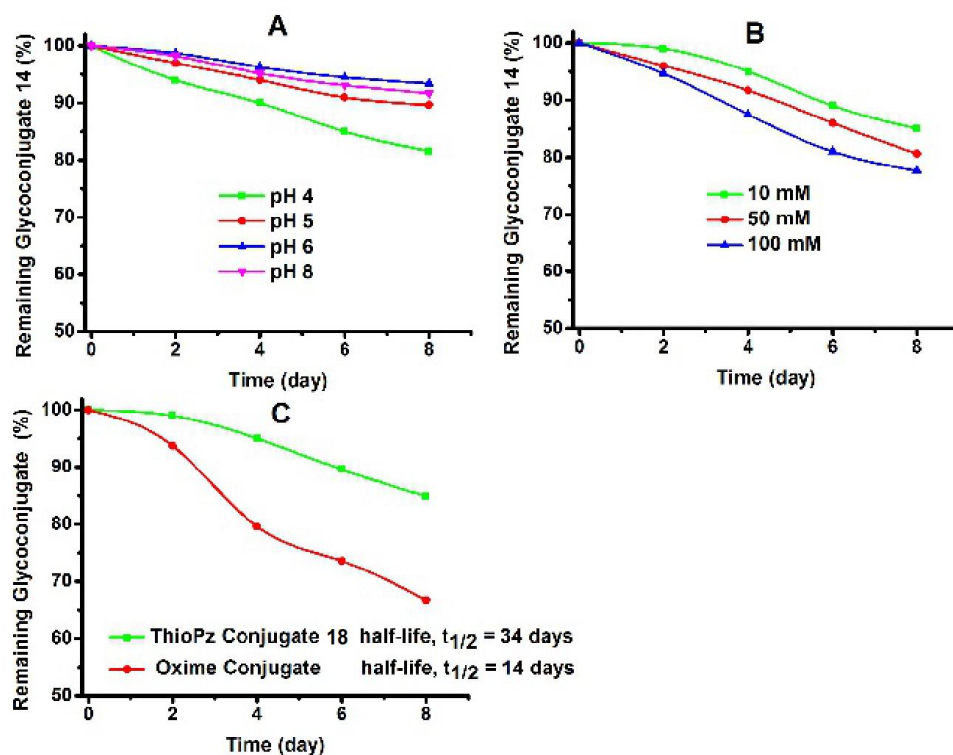 A
Remaining Glycoconjugate 14 (%)
100
90
80
70
60
50
pH 4
pH 5
pH 6
pH 8
0 2 4 6 8
Time (day)
B
Remaining Glycoconjugate 14 (%)
100
90
80
70
60
50
10 mM
50 mM
100 mM
0 2 4 6 8
Time (day)
C
Remaining Glycoconjugate (%)
100
90
80
70
60
50
ThioPz Conjugate 18 half-life, t1/2 = 34 days
Oxime Conjugate half-life, t1/2 = 14 days
0 2 4 6 8
Time (day)